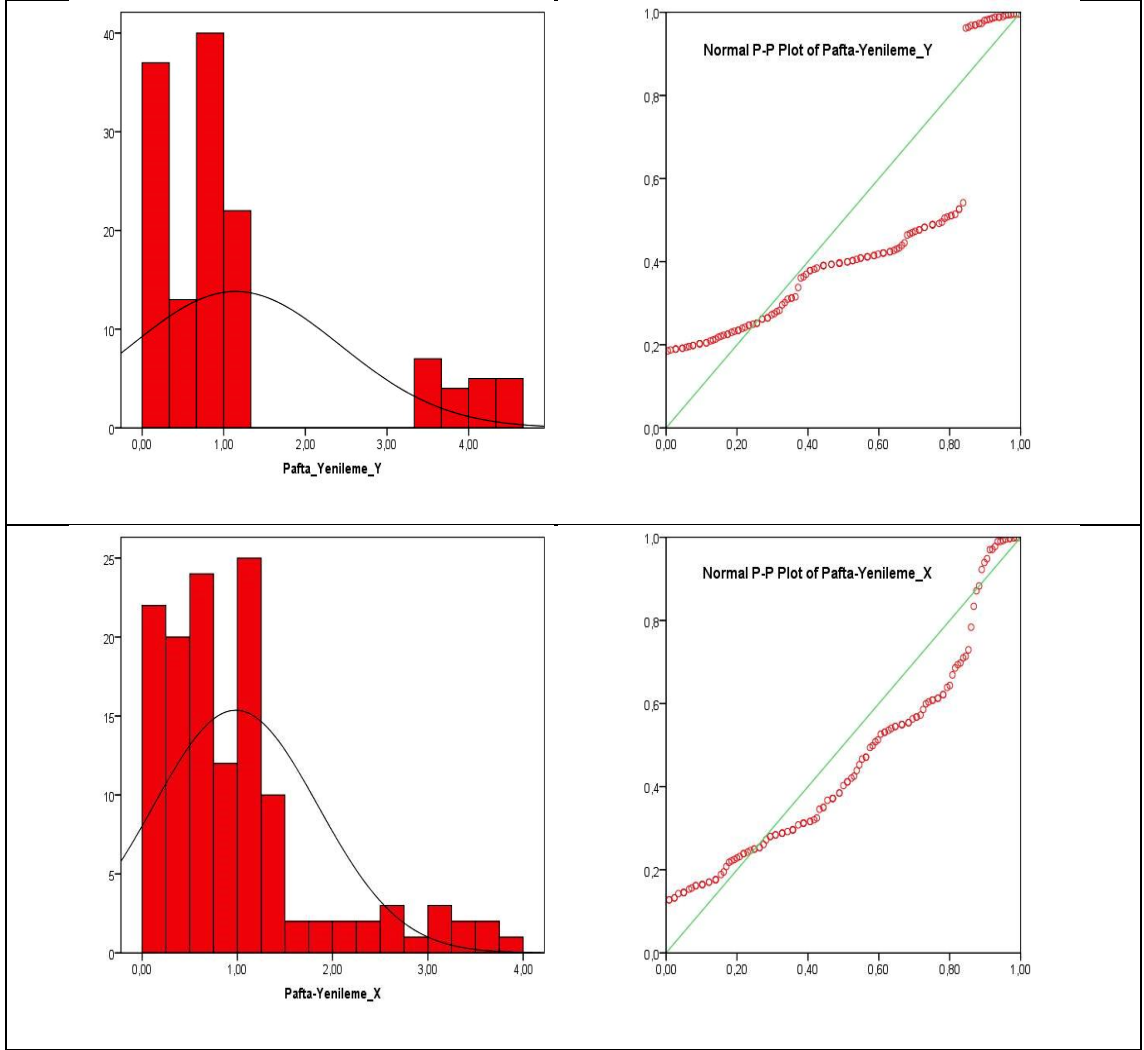 40
30
20
10
0
0,00 1,00 2,00 3,00 4,00
Pafta_Yenileme_Y
Normal P-P Plot of Pafta-Yenileme_Y
1,0
0,8
0,6
0,4
0,2
0,0
0,00 0,20 0,40 0,60 0,80 1,00
25
20
15
10
5
0
0,00 1,00 2,00 3,00 4,00
Pafta-Yenileme_X
Normal P-P Plot of Pafta-Yenileme_X
1,0
0,8
0,6
0,4
0,2
0,0
0,00 0,20 0,40 0,60 0,80 1,00